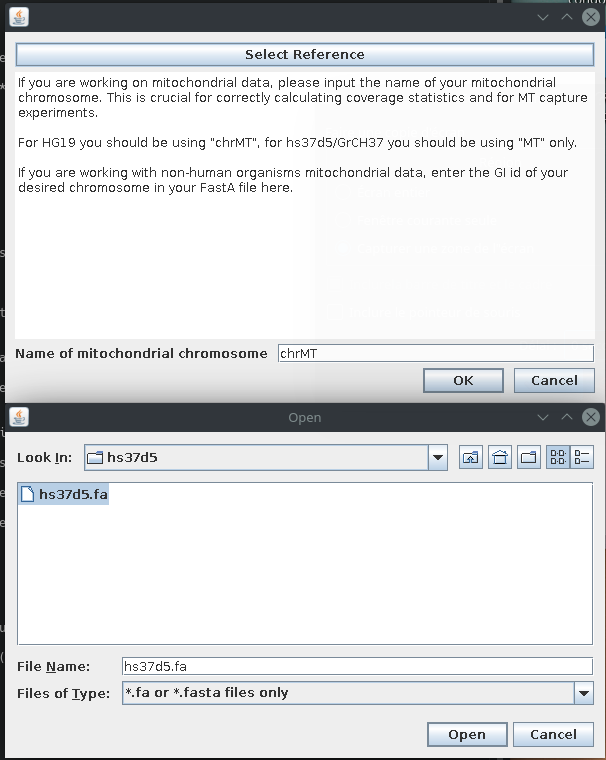 Select Reference
If you are working on mitochondrial data, please input the name of your mitochondrial
chromosome. This is crucial for correctly calculating coverage statistics and for MT capture
experiments.
For HG19 you should be using "chrMT", for hs37d5/GrCH37 you should be using "MT" only.
If you are working with non-human organisms mitochondrial data, enter the GI id of your
desired chromosome in your FastA file here.
Name of mitochondrial chromosome chrMT
OK Cancel
Open
Look In: hs37d5
hs37d5.fa
File Name: hs37d5.fa
Files of Type: *.fa or *.fasta files only
Open Cancel